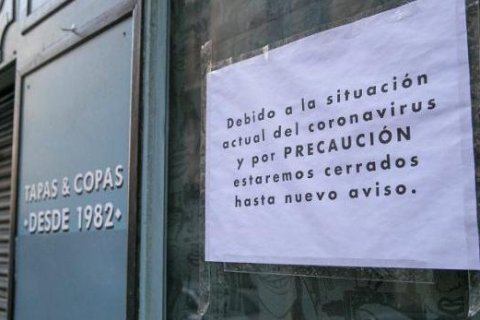 TAPAS & COPAS
•DESDE 1982•
Debido a la situación
actual del coronavirus
y por PRECAUCIÓN
estaremos cerrados
hasta nuevo aviso.